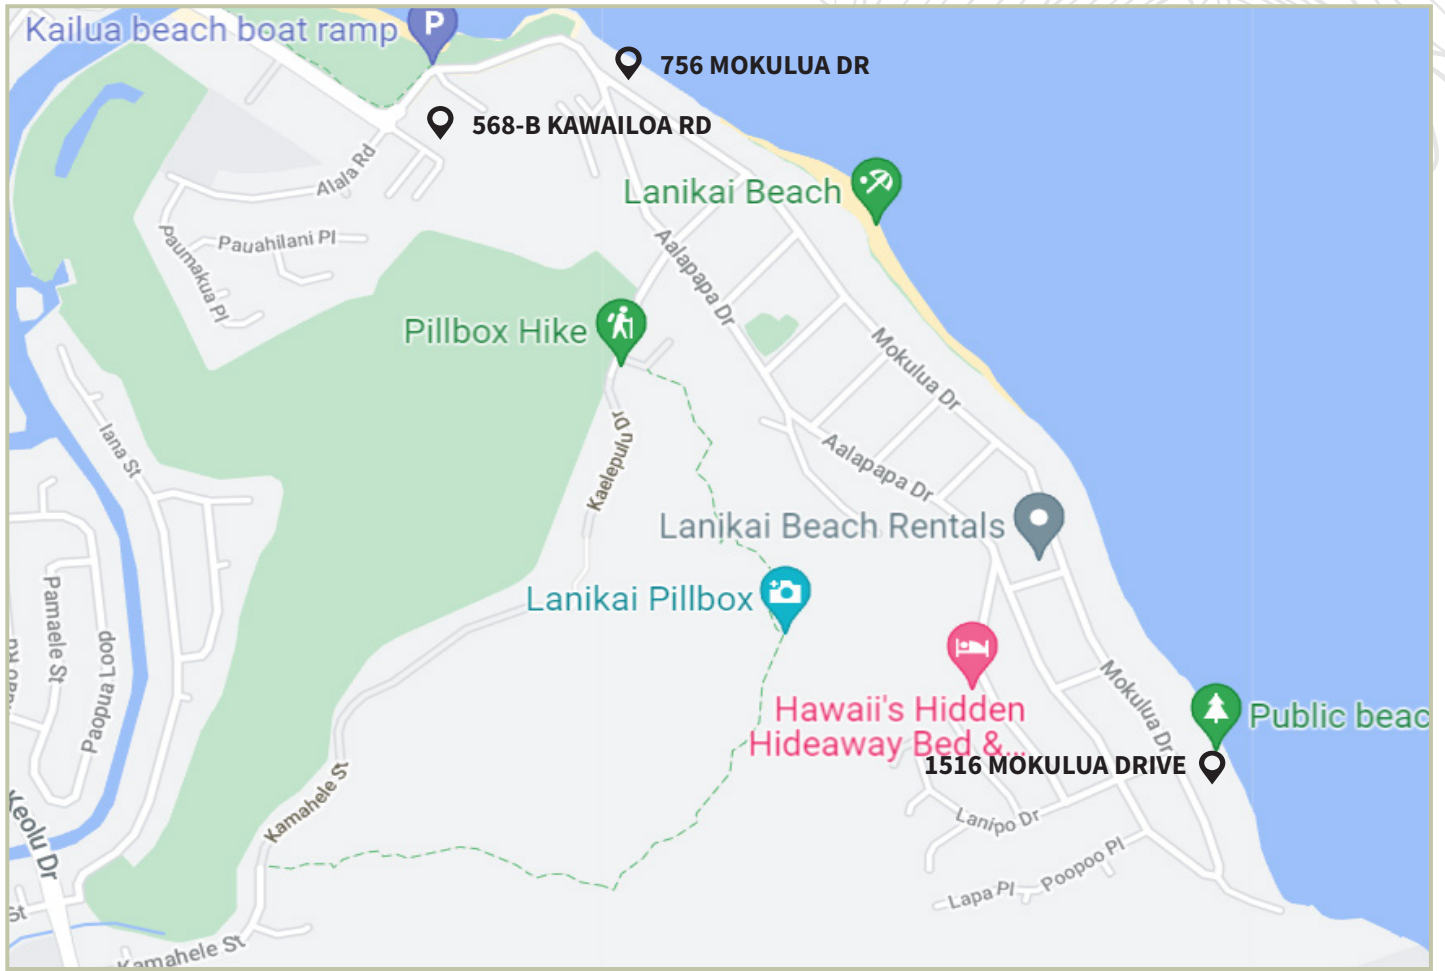 Kailua beach boat ramp
P
756 MOKULUA DR
568-B KAWAILOA RD
Alala Rd
Lanikai Beach
Pauahilani Pl
Paumakua Pl
Aalapapa Dr
Pillbox Hike
Mokulua Dr
Kaelepulu Dr
Iana St
Aalapapa Dr
Lanikai Beach Rentals
Pamaele St
Lanikai Pillbox
Paopua Loop
Mokulua Dr
Hawaii's Hidden
Hideaway Bed &...
Public beac
1516 MOKULUA DRIVE
Kamahele St
Keolu Dr
Lanipo Dr
Poopoo Pl
Lapa Pl
St
Kamahele St